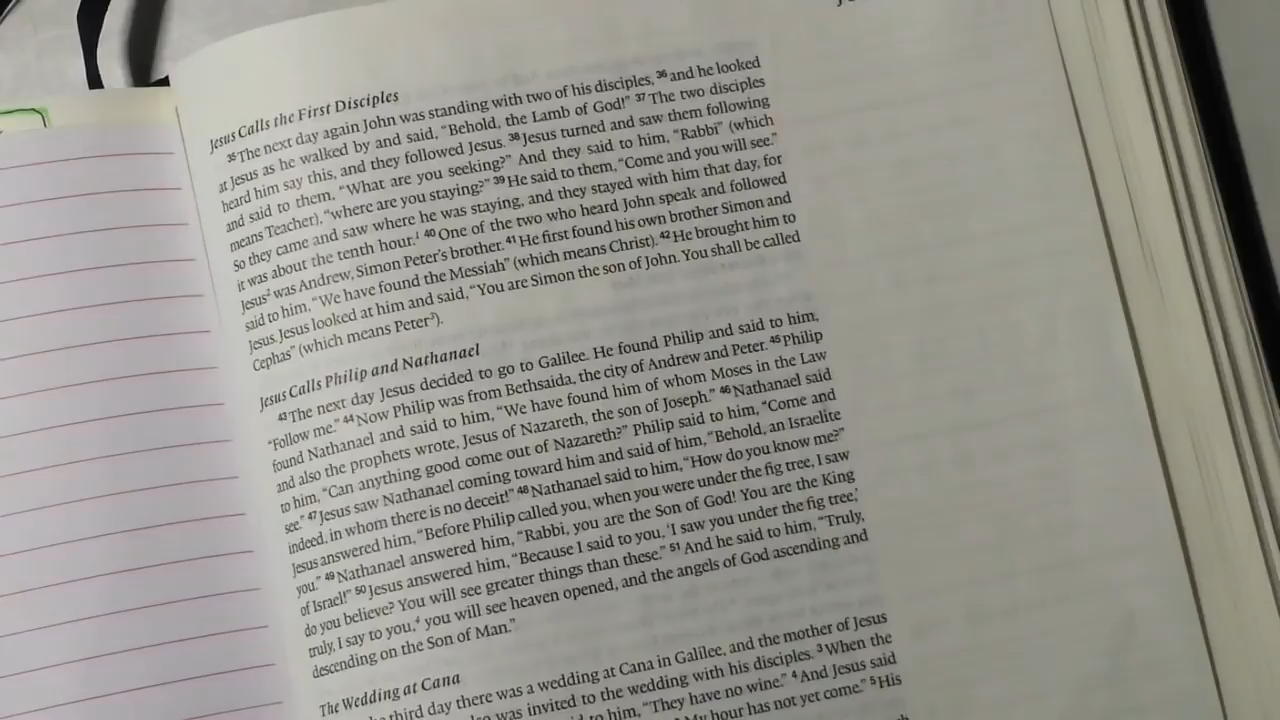 Jesus Calls the First Disciples
35 The next day again John was standing with two of his disciples, 36 and he looked
at Jesus as he walked by and said, “Behold, the Lamb of God!” 37 The two disciples
heard him say this, and they followed Jesus. 38 Jesus turned and saw them following
and said to them, “What are you seeking?” And they said to him, “Rabbi” (which
means Teacher), “where are you staying?” 39 He said to them, “Come and you will see.”
So they came and saw where he was staying, and they stayed with him that day, for
it was about the tenth hour.1 40 One of the two who heard John speak and followed
Jesus2 was Andrew, Simon Peter’s brother. 41 He first found his own brother Simon and
said to him, “We have found the Messiah” (which means Christ). 42 He brought him to
Jesus. Jesus looked at him and said, “You are Simon the son of John. You shall be called
Cephas” (which means Peter3).
Jesus Calls Philip and Nathanael
43 The next day Jesus decided to go to Galilee. He found Philip and said to him,
“Follow me.” 44 Now Philip was from Bethsaida, the city of Andrew and Peter. 45 Philip
found Nathanael and said to him, “We have found him of whom Moses in the Law
and also the prophets wrote, Jesus of Nazareth, the son of Joseph.” 46 Nathanael said
to him, “Can anything good come out of Nazareth?” Philip said to him, “Come and
see.” 47 Jesus saw Nathanael coming toward him and said of him, “Behold, an Israelite
indeed, in whom there is no deceit!” 48 Nathanael said to him, “How do you know me?”
Jesus answered him, “Before Philip called you, when you were under the fig tree, I saw
you.” 49 Nathanael answered him, “Rabbi, you are the Son of God! You are the King
of Israel!” 50 Jesus answered him, “Because I said to you, ‘I saw you under the fig tree,’
do you believe? You will see greater things than these.” 51 And he said to him, “Truly,
truly, I say to you,4 you will see heaven opened, and the angels of God ascending and
descending on the Son of Man.”
The Wedding at Cana
third day there was a wedding at Cana in Galilee, and the mother of Jesus
was invited to the wedding with his disciples. 3 When the
to him, “They have no wine.” 4 And Jesus said
My hour has not yet come.” 5 His